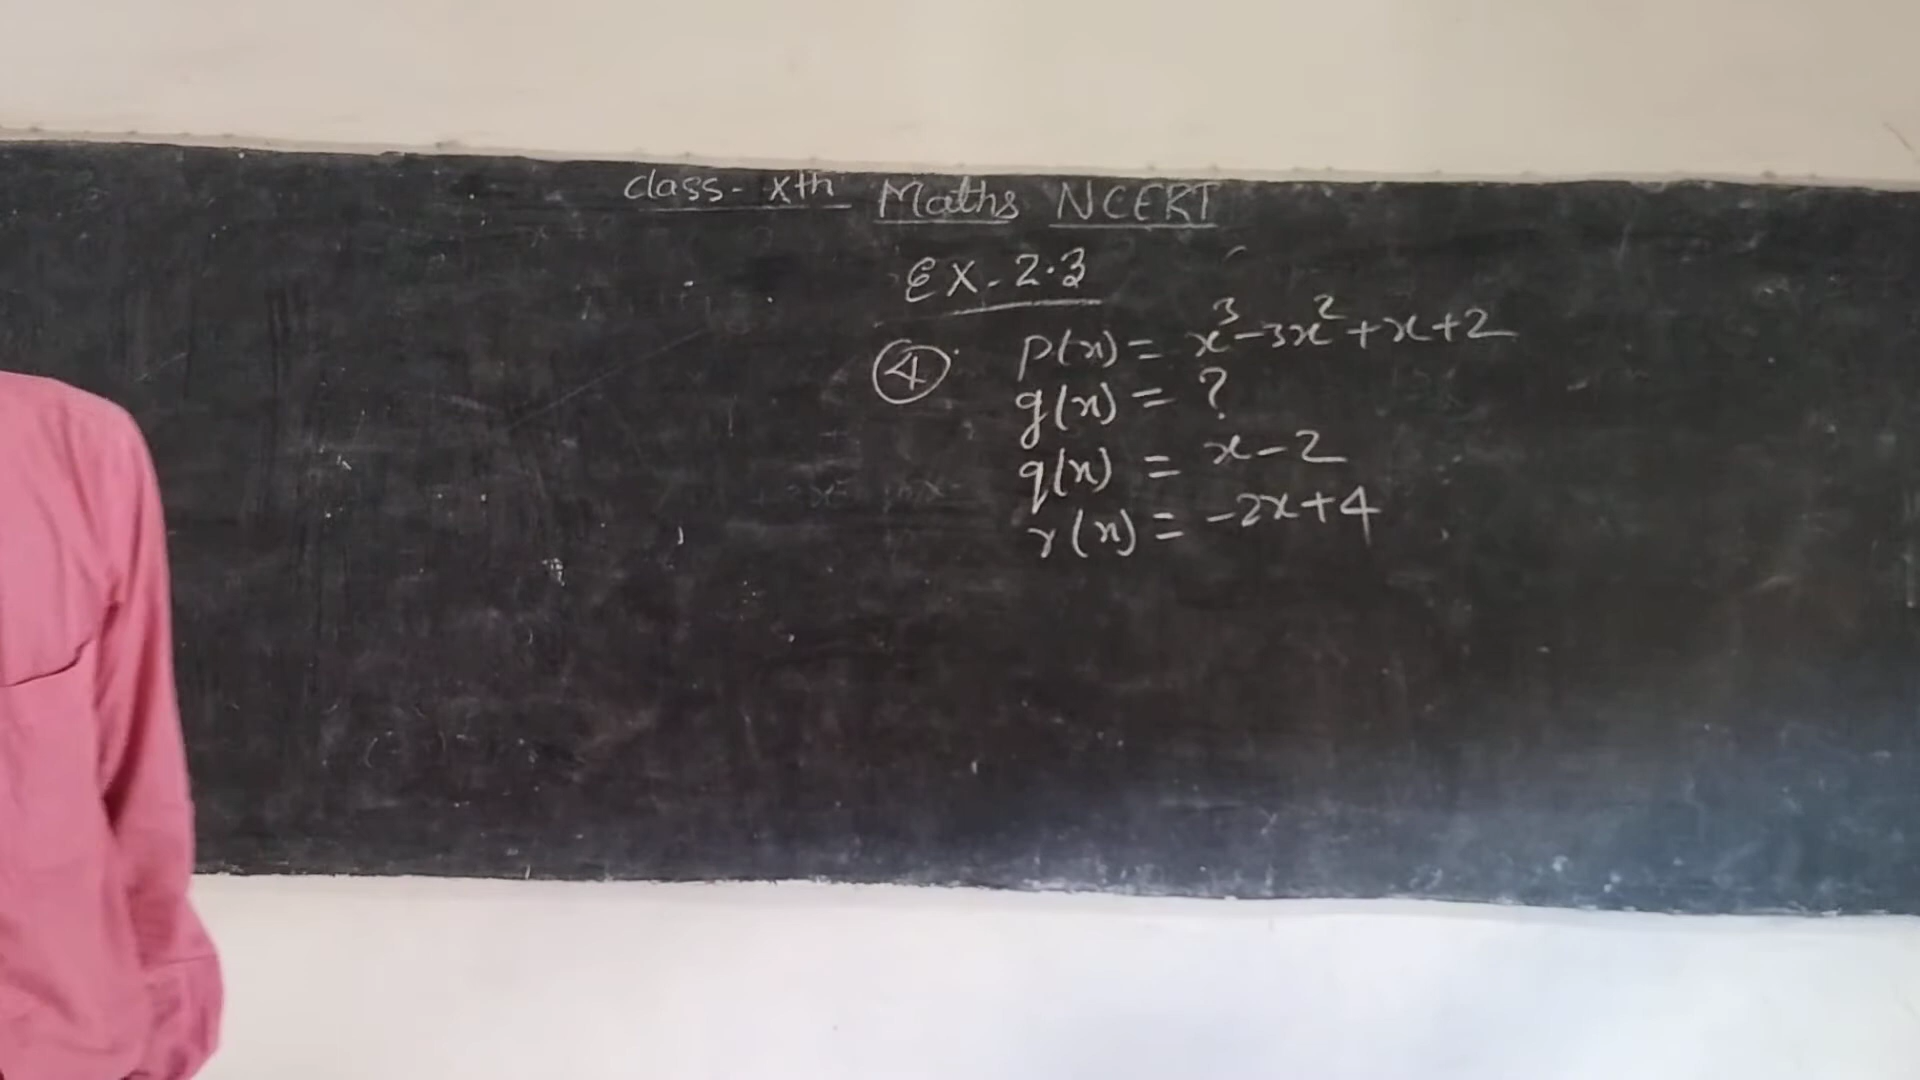 class- xth Maths NCERT
Ex-2.3
④ p(x) = x³-3x²+x+2
g(x) = ?
q(x) = x-2
r(x) = -2x+4